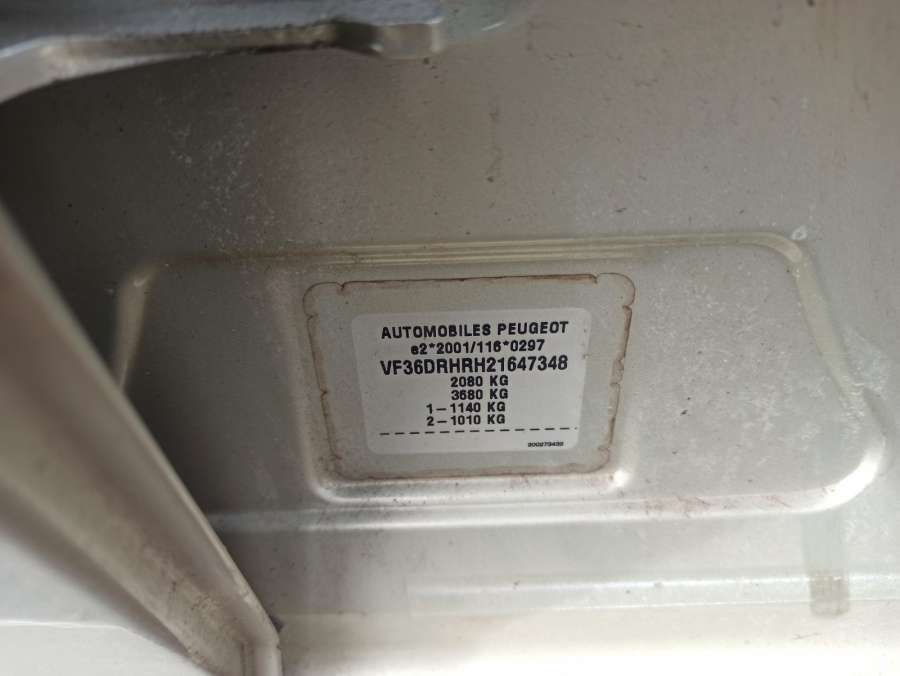 AUTOMOBILES PEUGEOT
e2*2001/116*0297
VF36DRHRH21647348
2080 KG
3680 KG
1-1140 KG
2-1010 KG